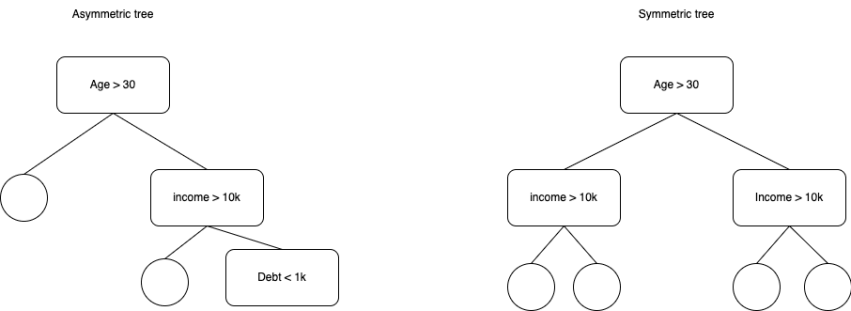 Asymmetric tree
Age > 30
income > 10k
Debt < 1k
Symmetric tree
Age > 30
income > 10k
Income > 10k